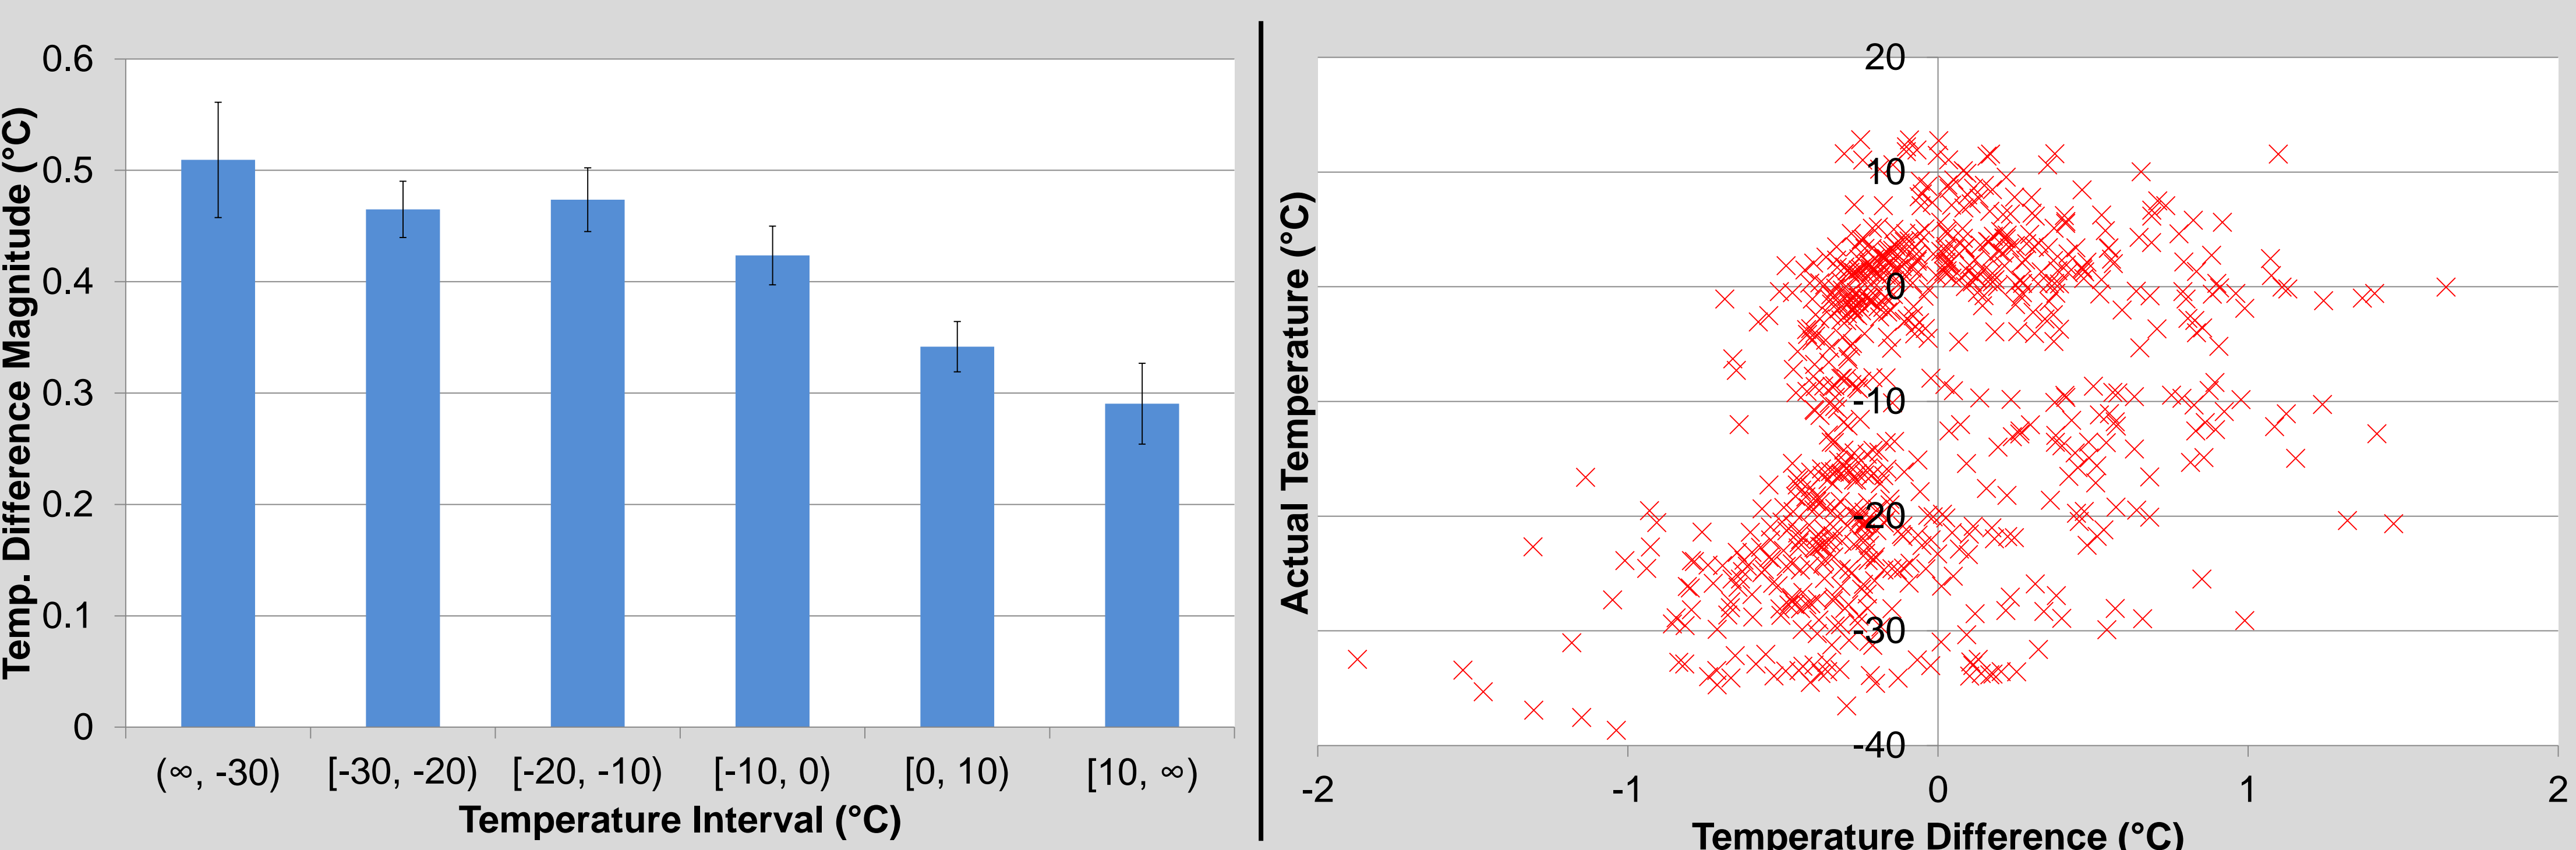 Temp. Difference Magnitude (°C)
0.6
0.5
0.4
0.3
0.2
0.1
0
(∞, -30) [-30, -20) [-20, -10) [-10, 0) [0, 10) [10, ∞)
Temperature Interval (°C)
Actual Temperature (°C)
20
10
0
-10
-20
-30
-40
-2 -1 0 1 2
Temperature Difference (°C)